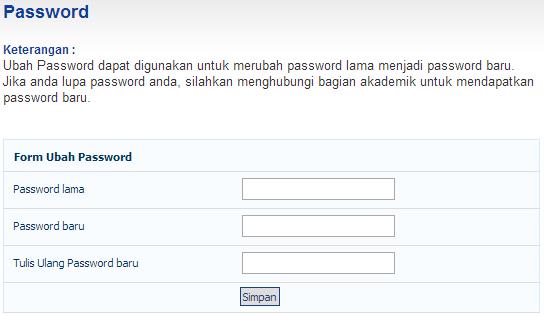 Password
Keterangan :
Ubah Password dapat digunakan untuk merubah password lama menjadi password baru.
Jika anda lupa password anda, silahkan menghubungi bagian akademik untuk mendapatkan
password baru.
Form Ubah Password
Password lama
Password baru
Tulis Ulang Password baru
Simpan